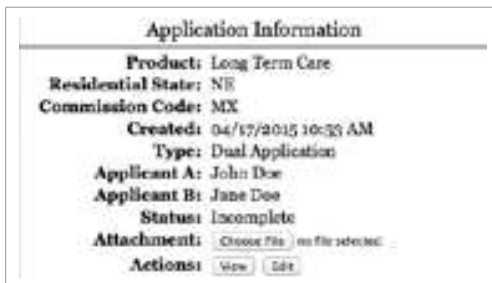 Application Information
Product: Long Term Care
Residential State: NE
Commission Code: MX
Created: 04/17/2015 10:53 AM
Type: Dual Application
Applicant A: John Doe
Applicant B: Jane Doe
Status: Incomplete
Attachment: Choose File no file selected
Actions: View Edit